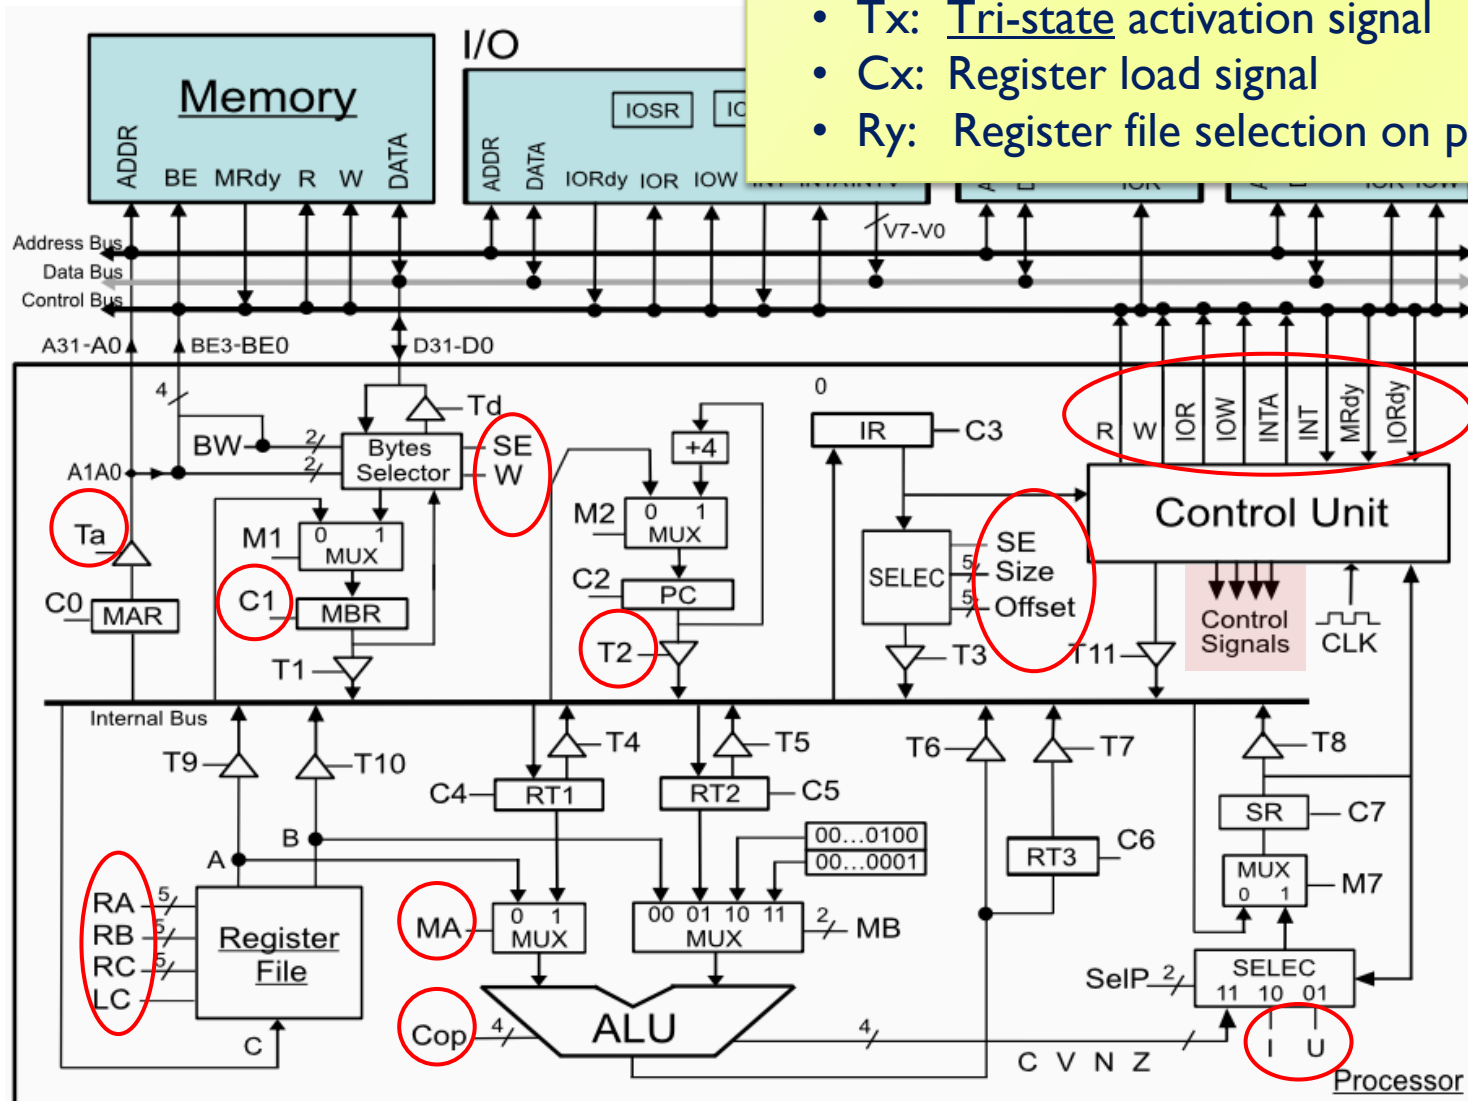 • Tx: Tri-state activation signal
• Cx: Register load signal
• Ry: Register file selection on p
I/O
Memory
IOSR
ADDR
BE MRdy R W
DATA
ADDR
DATA
IORdy IOR IOW
V7-V0
Address Bus
Data Bus
Control Bus
A31-A0
BE3-BE0
D31-D0
0
4
Td
BW
2
Bytes
Selector
SE
W
A1A0
2
+4
IR
C3
R W IOR IOW INTA INT MRdy IORdy
Ta
M1
0 1
MUX
M2
0 1
MUX
Control Unit
SELEC
SE
5
Size
5
Offset
C0
MAR
C1
MBR
C2
PC
Control
Signals
CLK
T1
T2
T3
T11
Internal Bus
T9
T10
T4
T5
T6
T7
T8
C4
RT1
RT2
C5
SR
C7
A
B
00...0100
00...0001
RT3
C6
MUX
0 1
M7
RA
5
RB
5
RC
5
LC
Register
File
MA
0 1
MUX
00 01 10 11
MUX
2
MB
SelP
2
SELEC
11 10 01
Cop
4
ALU
4
C V N Z
I U
C
Processor